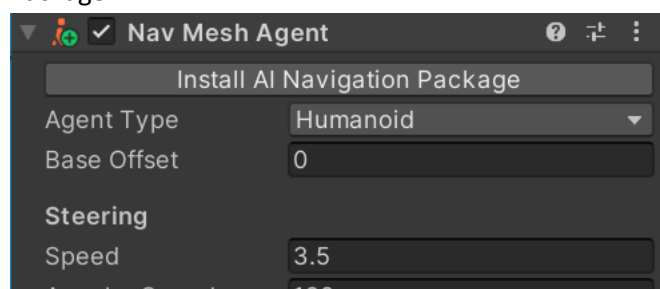 Nav Mesh Agent
Install AI Navigation Package
Agent Type Humanoid
Base Offset 0
Steering
Speed 3.5